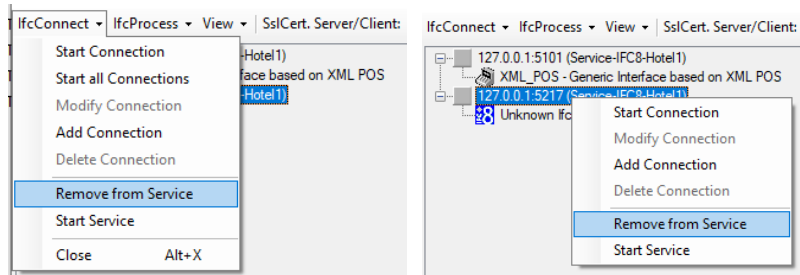 IfcConnect IfcProcess View SslCert. Server/Client:
Start Connection
Start all Connections
Modify Connection
Add Connection
Delete Connection
Remove from Service
Start Service
Close Alt+X
-Hotel1)
face based on XML POS
-Hotel1)
IfcConnect IfcProcess View SslCert. Server/Client:
127.0.0.1:5101 (Service-IFC8-Hotel1)
XML_POS - Generic Interface based on XML POS
127.0.0.1:5217 (Service-IFC8-Hotel1)
Unknown Ifc
Start Connection
Modify Connection
Add Connection
Delete Connection
Remove from Service
Start Service